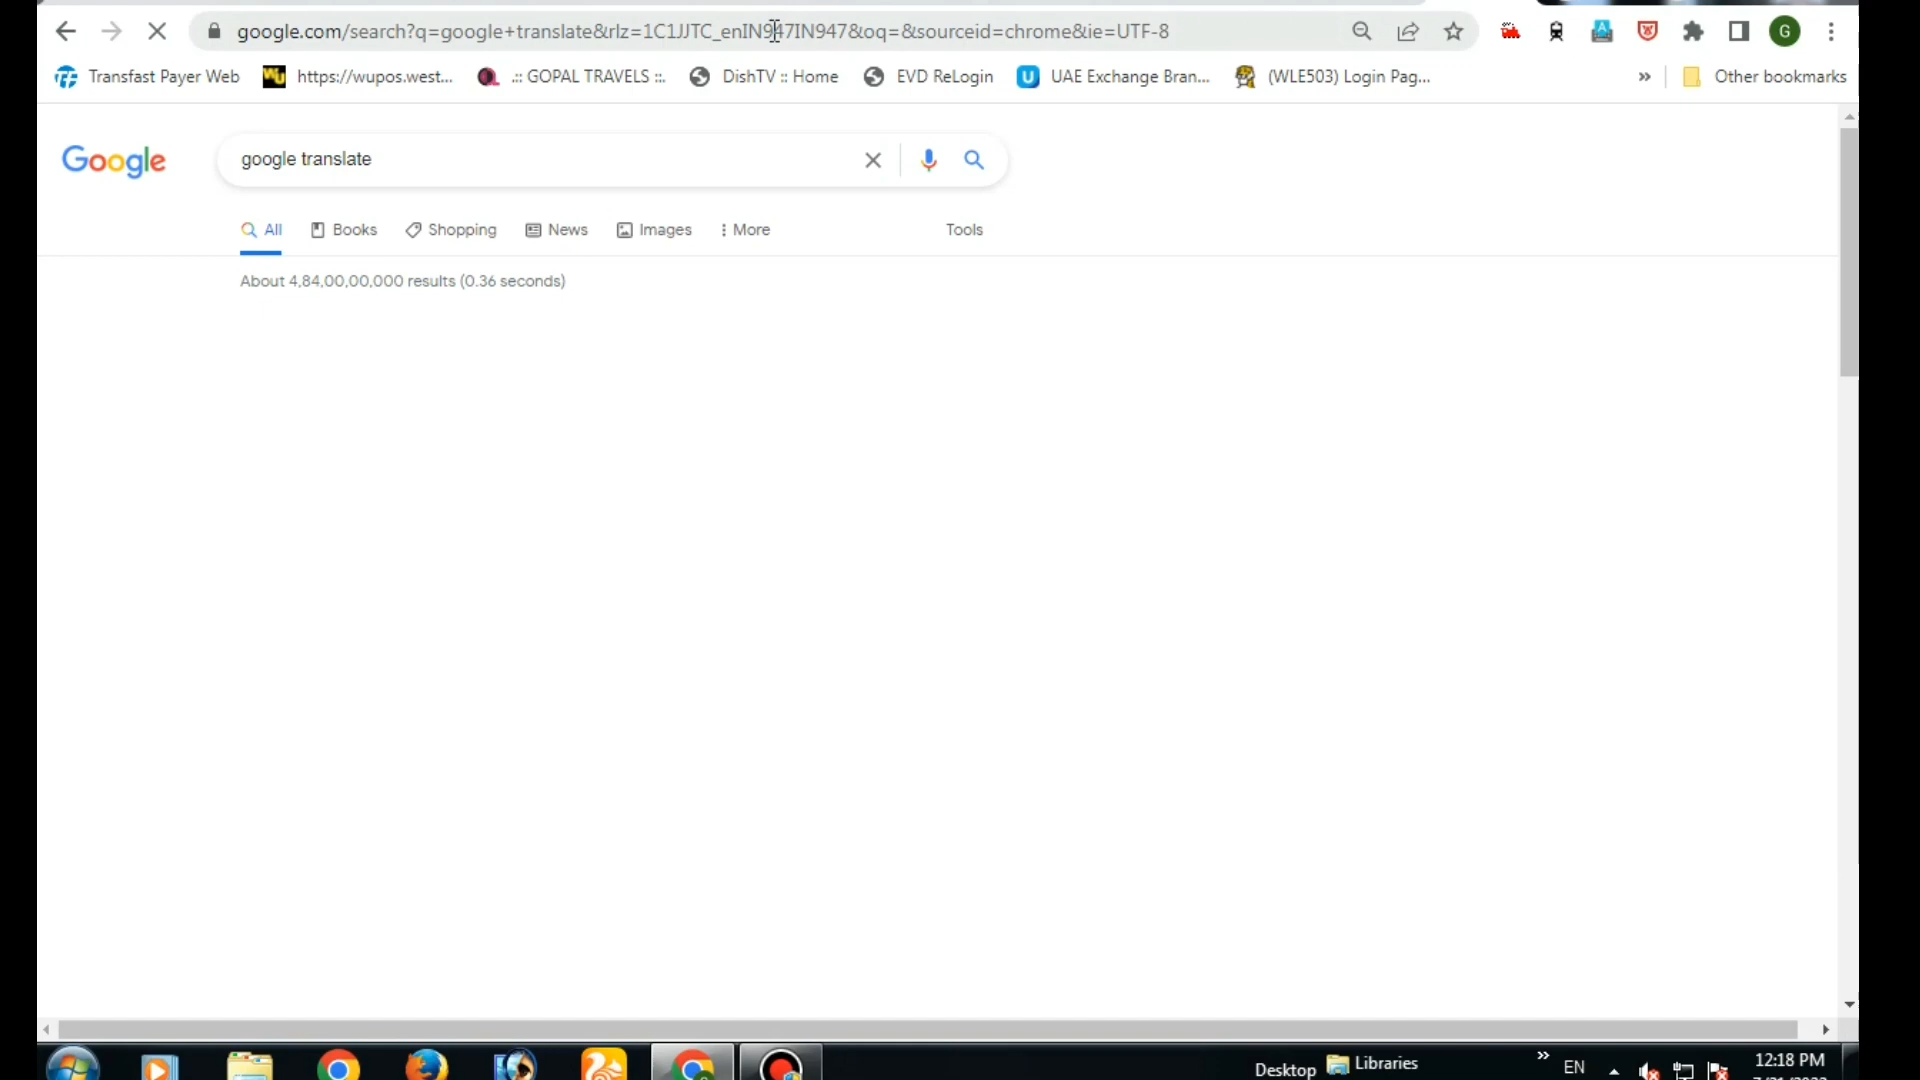 google.com/search?q=google+translate&rlz=1C1JJTC_enIN947IN947&oq=&sourceid=chrome&ie=UTF-8
G
Transfast Payer Web
WU
https://wupos.west...
.:: GOPAL TRAVELS ::.
DishTV :: Home
EVD ReLogin
U
UAE Exchange Bran...
(WLE503) Login Pag...
»
Other bookmarks
Google
google translate
All
Books
Shopping
News
Images
More
Tools
About 4,84,00,00,000 results (0.36 seconds)
Desktop
Libraries
»
EN
12:18 PM